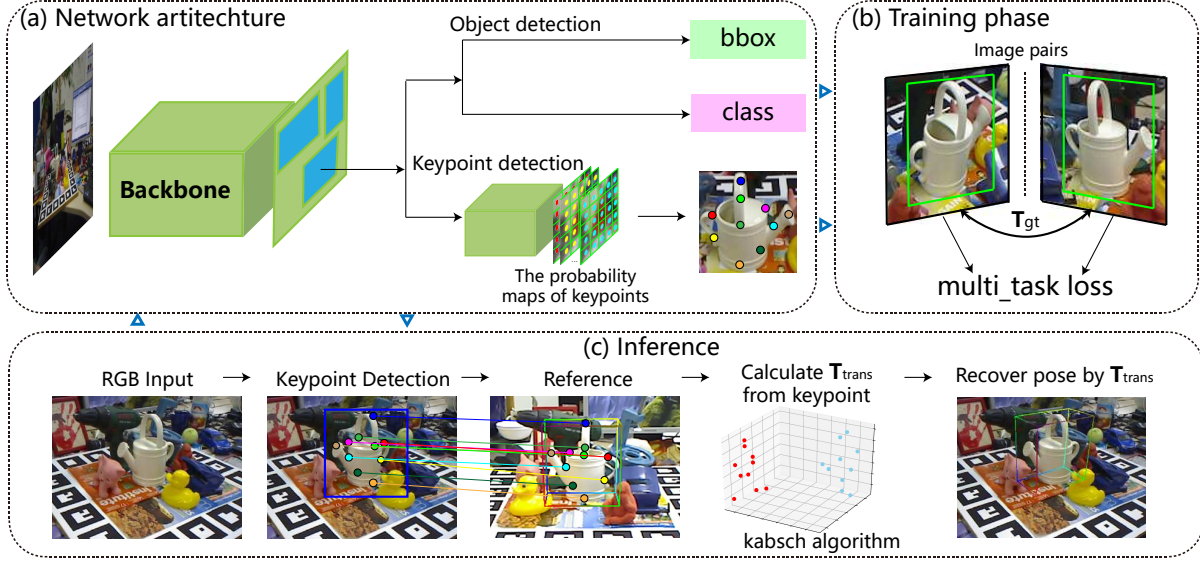 (a) Network artitechture
Object detection
bbox
class
Backbone
Keypoint detection
...
The probability
maps of keypoints
(b) Training phase
Image pairs
Tgt
multi_task loss
(c) Inference
RGB Input
Keypoint Detection
Reference
Calculate Ttrans
from keypoint
kabsch algorithm
Recover pose by Ttrans